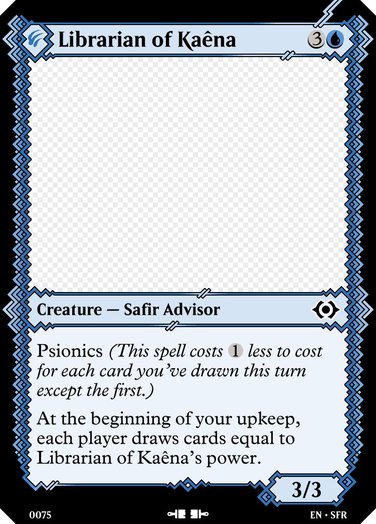 Librarian of Kaêna 3
Creature — Safir Advisor
Psionics (This spell costs 1 less to cost
for each card you've drawn this turn
except the first.)
At the beginning of your upkeep,
each player draws cards equal to
Librarian of Kaêna's power.
3/3
0075 EN • SFR